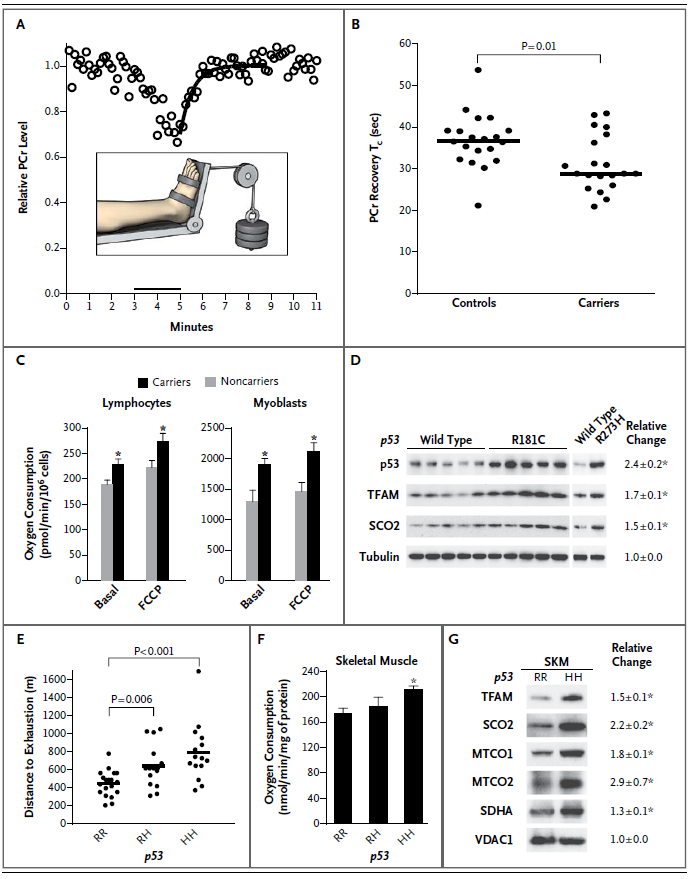 A
Relative PCr Level
1.0
0.8
0.6
0.4
0.2
0.0
0 1 2 3 4 5 6 7 8 9 10 11
Minutes
B
PCr Recovery Tc (sec)
60
50
40
30
20
10
0
P=0.01
Controls Carriers
C
Carriers Noncarriers
Lymphocytes Myoblasts
Oxygen Consumption
(pmol/min/10⁶ cells)
300
250
200
150
100
50
0
* *
Basal FCCP
2500
2000
1500
1000
500
0
* *
Basal FCCP
D
p53 Wild Type R181C Wild Type R273H Relative
Change
p53 2.4±0.2*
TFAM 1.7±0.1*
SCO2 1.5±0.1*
Tubulin 1.0±0.0
E
Distance to Exhaustion (m)
1600
1400
1200
1000
800
600
400
200
0
P<0.001
P=0.006
RR RH HH
p53
F
Skeletal Muscle
Oxygen Consumption
(nmol/min/mg of protein)
240
200
160
120
80
40
0
*
RR RH HH
p53
G
SKM Relative
Change
p53 RR HH
TFAM 1.5±0.1*
SCO2 2.2±0.2*
MTCO1 1.8±0.1*
MTCO2 2.9±0.7*
SDHA 1.3±0.1*
VDAC1 1.0±0.0